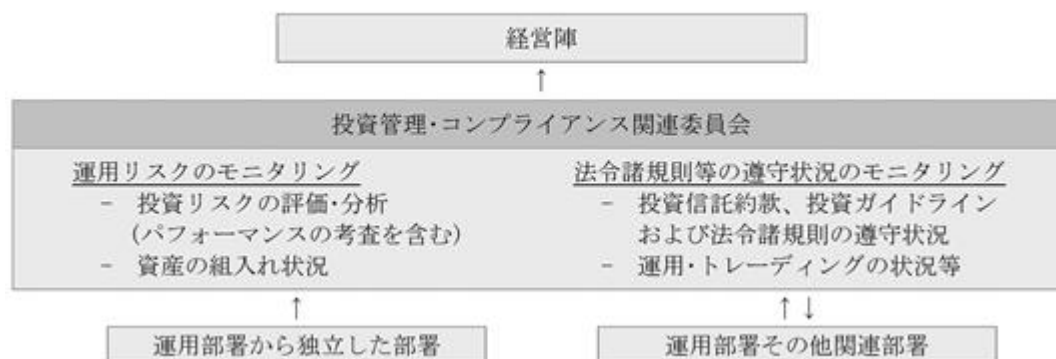 経営陣
↑
投資管理・コンプライアンス関連委員会
運用リスクのモニタリング
－ 投資リスクの評価・分析
(パフォーマンスの考査を含む)
－ 資産の組入れ状況
法令諸規則等の遵守状況のモニタリング
－ 投資信託約款、投資ガイドライン
および法令諸規則の遵守状況
－ 運用・トレーディングの状況等
↑
↑↓
運用部署から独立した部署
運用部署その他関連部署